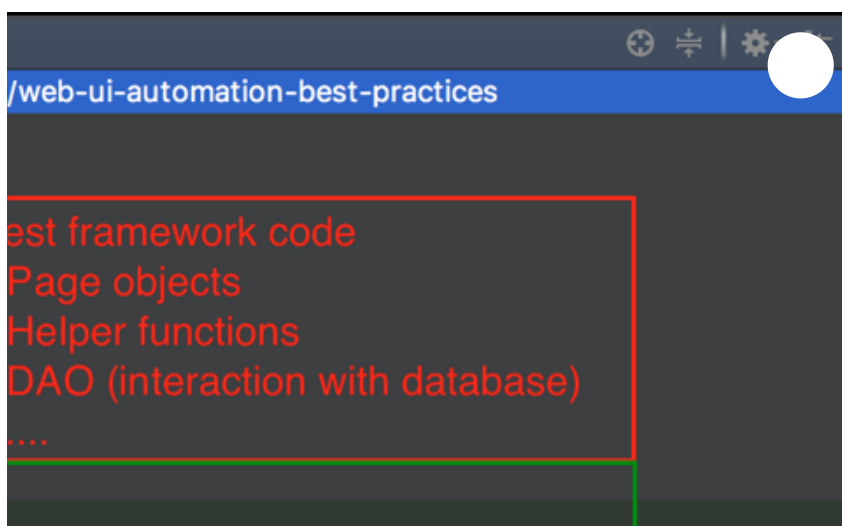 /web-ui-automation-best-practices
est framework code
Page objects
Helper functions
DAO (interaction with database)
....